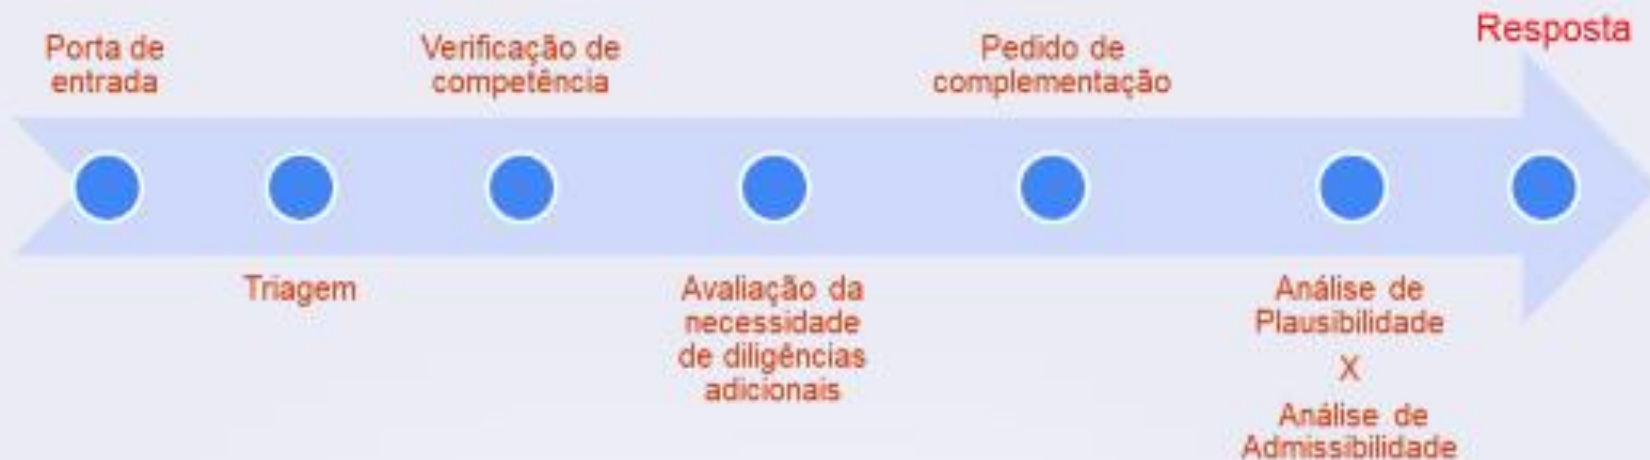 Porta de
entrada
Triagem
Verificação de
competência
Avaliação da
necessidade
de diligências
adicionais
Pedido de
complementação
Análise de
Plausibilidade
X
Análise de
Admissibilidade
Resposta